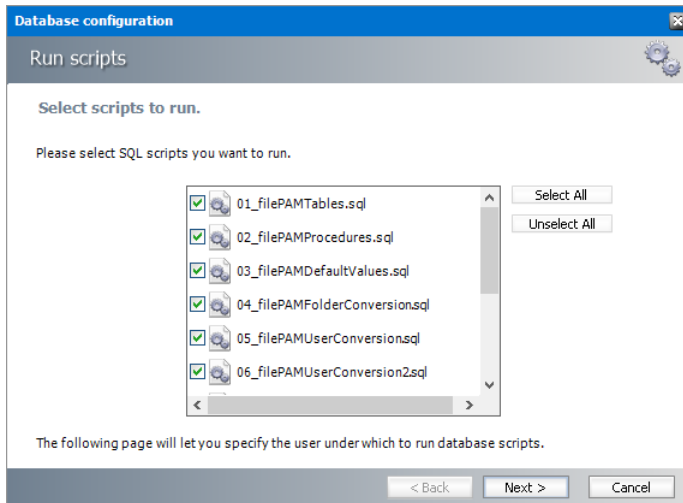 Database configuration
Run scripts
Select scripts to run.
Please select SQL scripts you want to run.
01_filePAMTables.sql
02_filePAMProcedures.sql
03_filePAMDefaultValues.sql
04_filePAMFolderConversion.sql
05_filePAMUserConversion.sql
06_filePAMUserConversion2.sql
Select All
Unselect All
The following page will let you specify the user under which to run database scripts.
< Back
Next >
Cancel